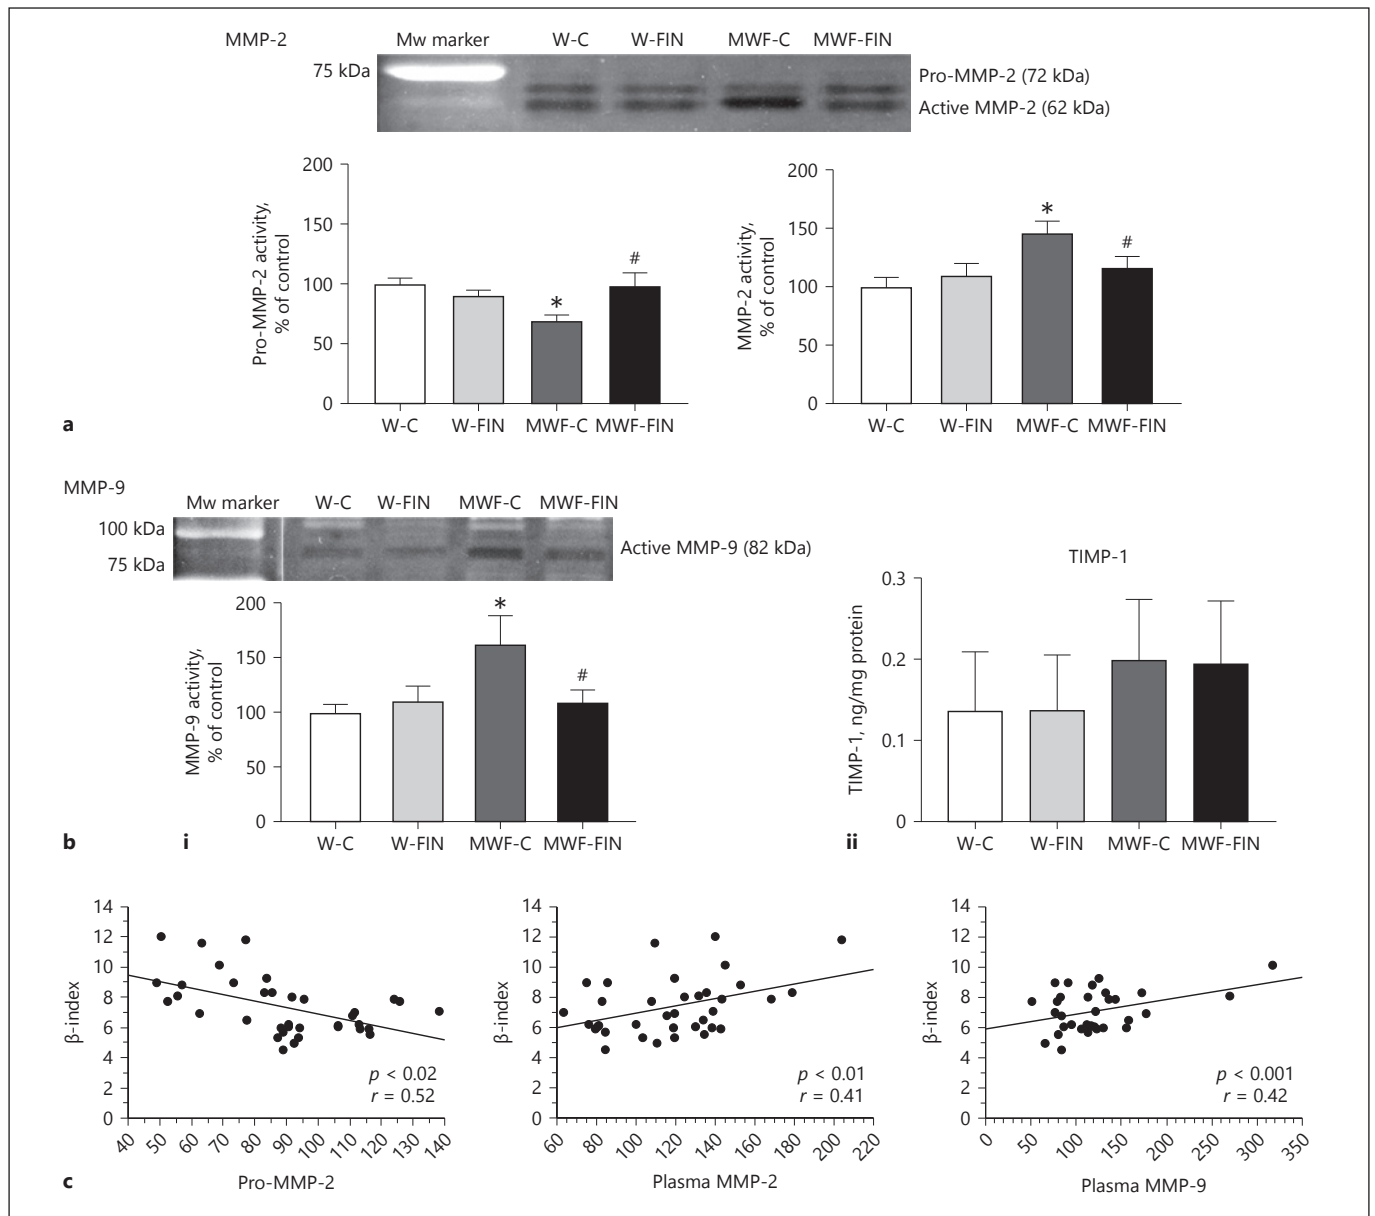 MMP-2
Mw marker W-C W-FIN MWF-C MWF-FIN
75 kDa
Pro-MMP-2 (72 kDa)
Active MMP-2 (62 kDa)
Pro-MMP-2 activity,
% of control
200
150
100
50
0
*
#
W-C W-FIN MWF-C MWF-FIN
MMP-2 activity,
% of control
200
150
100
50
0
*
#
W-C W-FIN MWF-C MWF-FIN
a
MMP-9
Mw marker W-C W-FIN MWF-C MWF-FIN
100 kDa
75 kDa
Active MMP-9 (82 kDa)
MMP-9 activity,
% of control
200
150
100
50
0
*
#
W-C W-FIN MWF-C MWF-FIN
b i
TIMP-1
TIMP-1, ng/mg protein
0.3
0.2
0.1
0
W-C W-FIN MWF-C MWF-FIN
ii
β-index
14
12
10
8
6
4
2
0
p < 0.02
r = 0.52
40 50 60 70 80 90 100 110 120 130 140
Pro-MMP-2
β-index
14
12
10
8
6
4
2
0
p < 0.01
r = 0.41
60 80 100 120 140 160 180 200 220
Plasma MMP-2
β-index
14
12
10
8
6
4
2
0
p < 0.001
r = 0.42
0 50 100 150 200 250 300 350
Plasma MMP-9
c